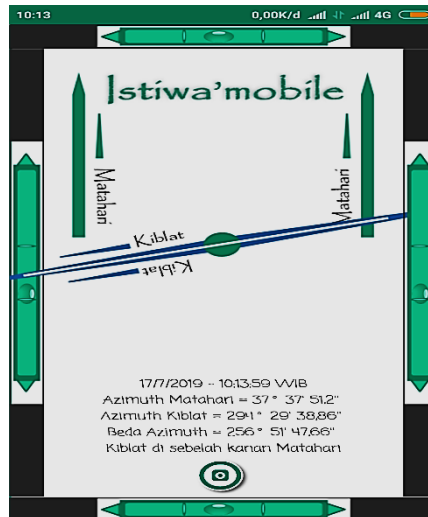 10:13 0,00K/d 4G
Istiwa'mobile
Matahari
Matahari
Kiblat
Kiblat
17/7/2019 - 10:13:59 WIB
Azimuth Matahari = 37° 37' 51,2"
Azimuth Kiblat = 294° 29' 38,86"
Beda Azimuth = 256° 51' 47,66"
Kiblat di sebelah kanan Matahari